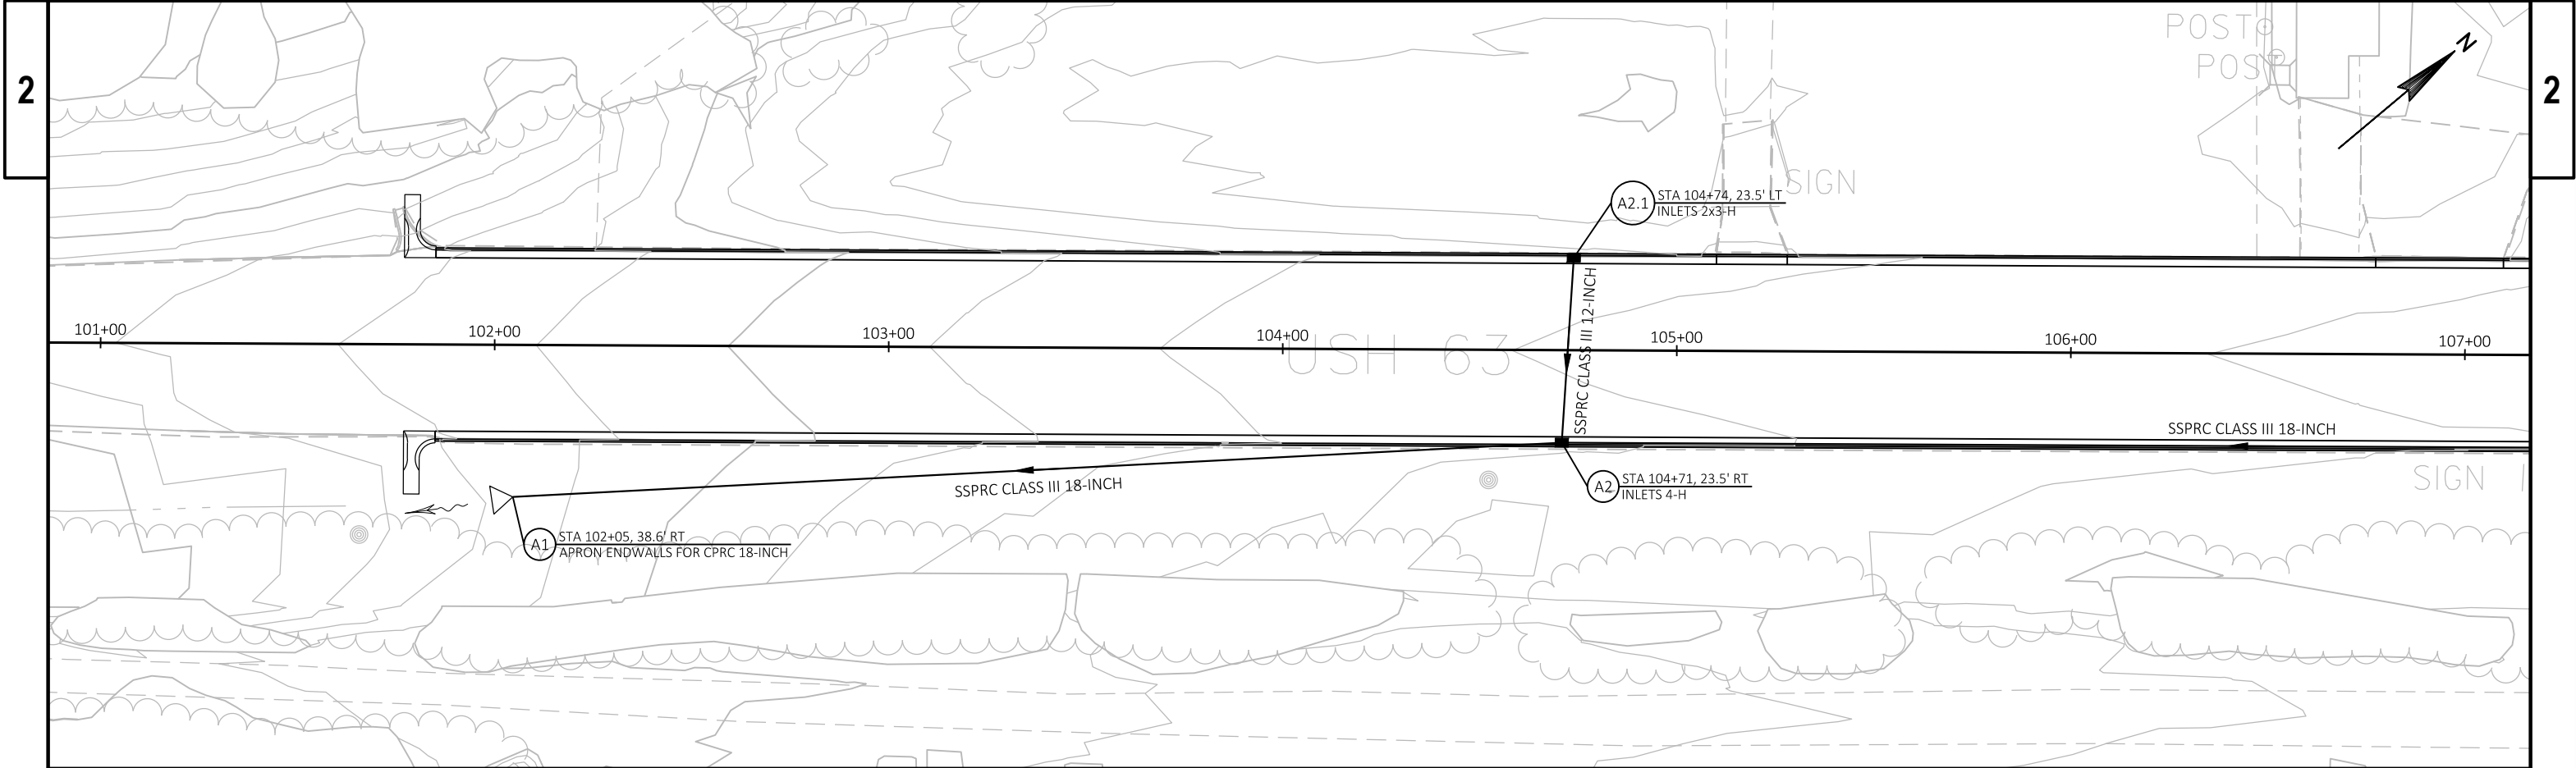 2
2
POST
POST
N
SIGN
A2.1
STA 104+74, 23.5' LT
INLETS 2x3-H
SSPRC CLASS III 12-INCH
101+00
102+00
103+00
104+00
105+00
106+00
107+00
USH 63
SSPRC CLASS III 18-INCH
SIGN
SSPRC CLASS III 18-INCH
A2
STA 104+71, 23.5' RT
INLETS 4-H
A1
STA 102+05, 38.6' RT
APRON ENDWALLS FOR CPRC 18-INCH